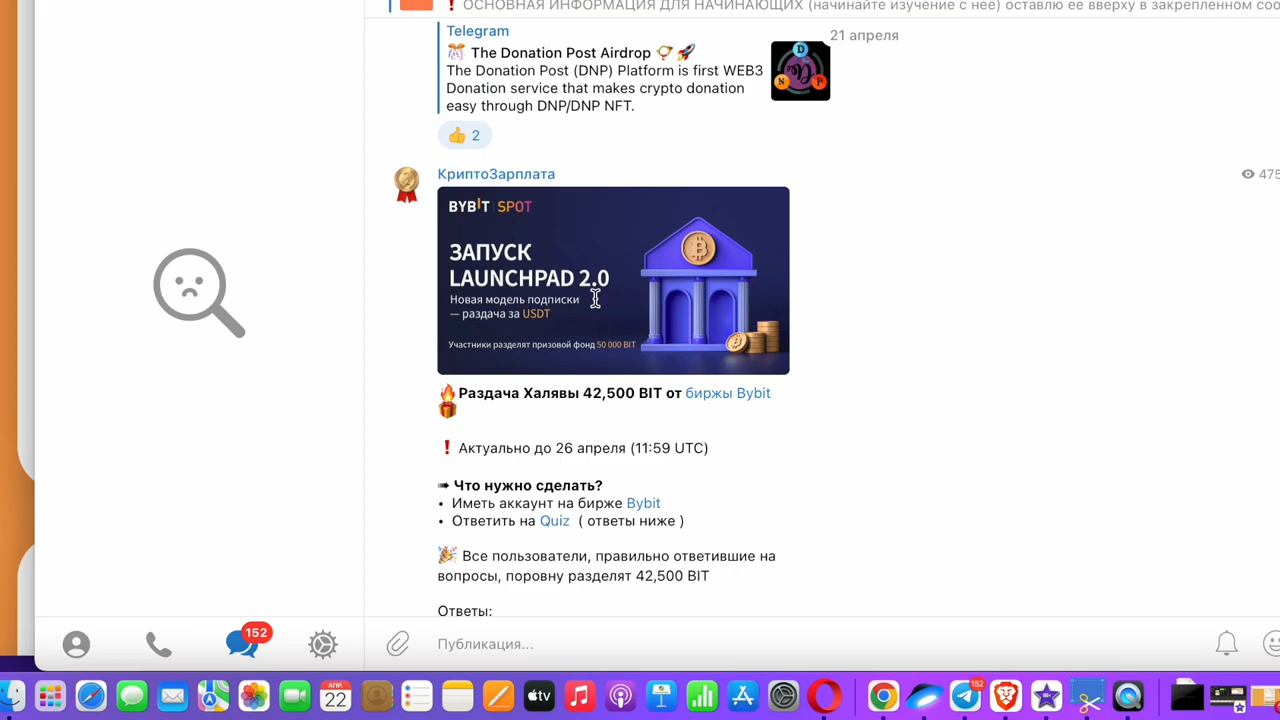 ❗ ОСНОВНАЯ ИНФОРМАЦИЯ ДЛЯ НАЧИНАЮЩИХ (начинайте изучение с нее) оставлю ее вверху в закрепленном
21 апреля
Telegram
🎊 The Donation Post Airdrop 🚀
The Donation Post (DNP) Platform is first WEB3
Donation service that makes crypto donation
easy through DNP/DNP NFT.
D
N
P
👍 2
КриптоЗарплата
475
BYBIT | SPOT
ЗАПУСК
LAUNCHPAD 2.0
Новая модель подписки
— раздача за USDT
Участники разделят призовой фонд 50 000 BIT
🔥Раздача Халявы 42,500 BIT от биржы Bybit
🎁
❗ Актуально до 26 апреля (11:59 UTC)
➠ Что нужно сделать?
• Иметь аккаунт на бирже Bybit
• Ответить на Quiz ( ответы ниже )
🎉 Все пользователи, правильно ответившие на
вопросы, поровну разделят 42,500 BIT
Ответы:
152
Публикация...
АПР.
22
tv
152